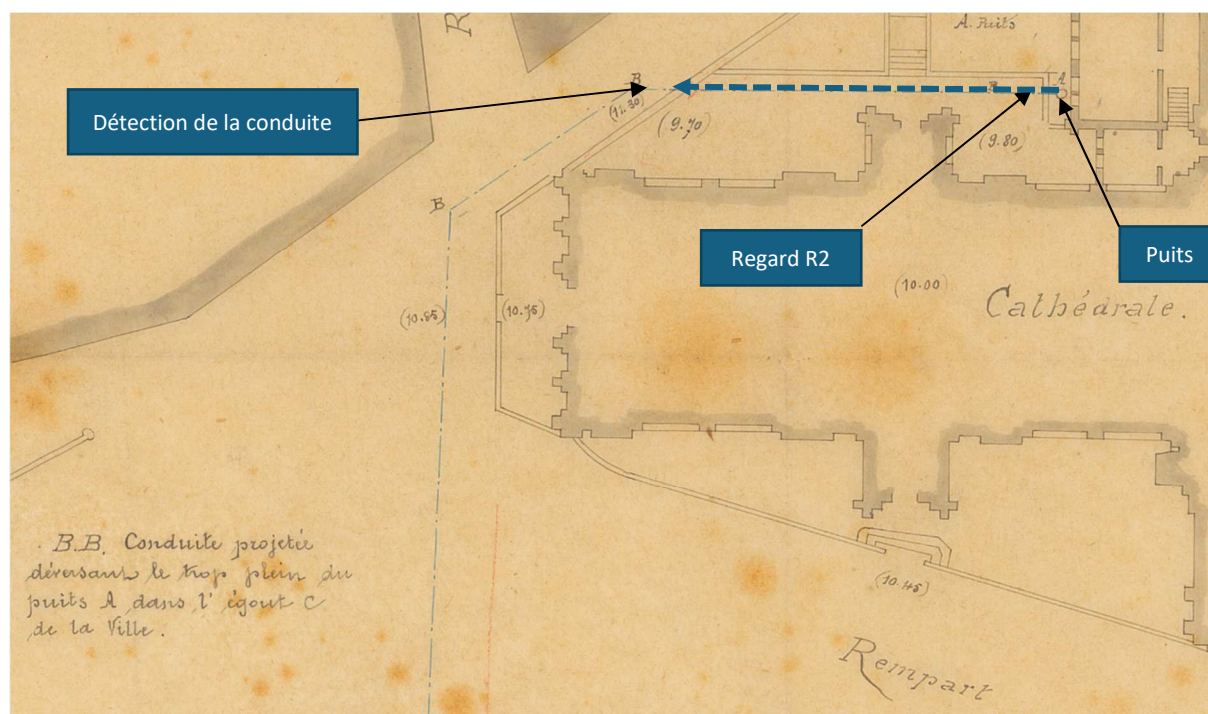 R
A. Puits
B
A
Détection de la conduite
(11.30)
(9.70)
(9.80)
B
Regard R2
Puits
(10.00)
(10.85)
(10.75)
Cathédrale.
B.B. Conduite projetée
déversant le trop plein du
puits A dans l'égout C
de la Ville.
(10.45)
Rempart